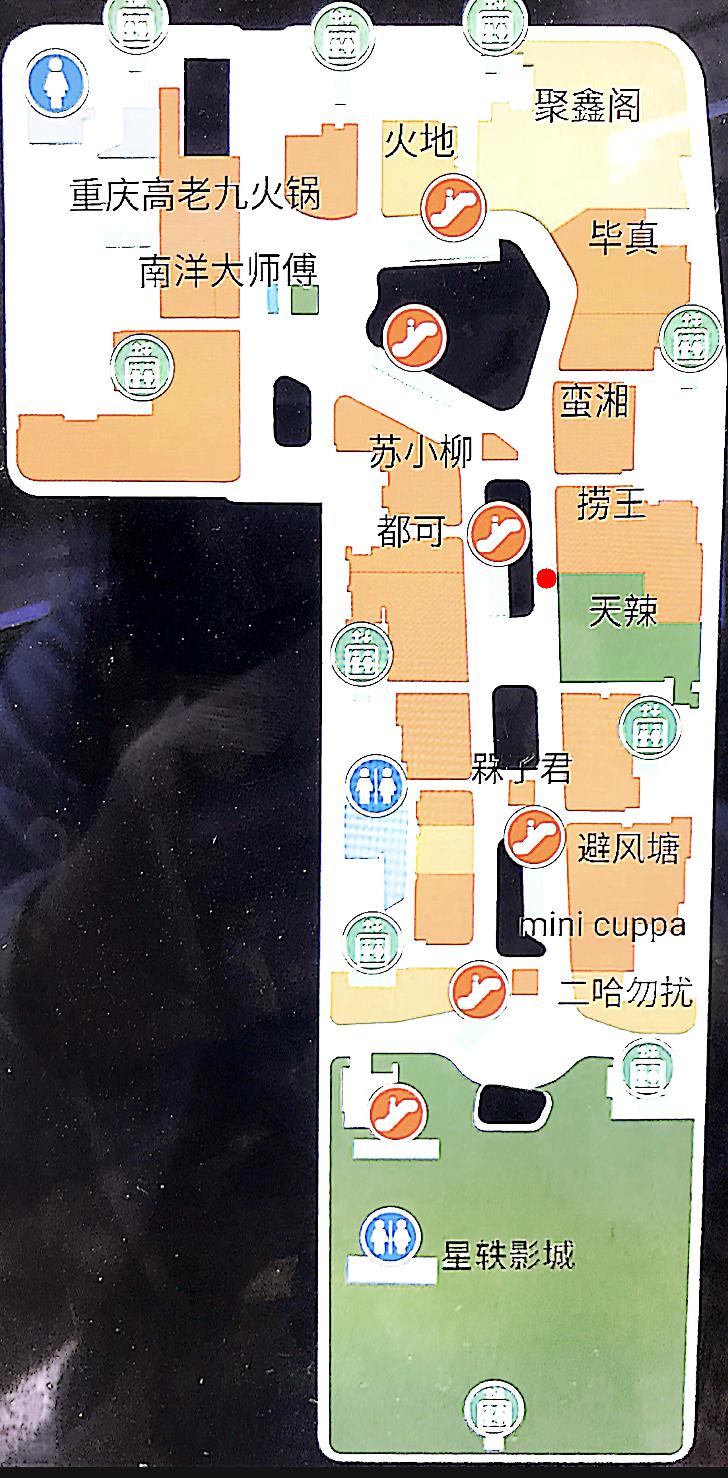 聚鑫阁
火地
重庆高老九火锅
毕真
南洋大师傅
蛮湘
苏小柳
捞王
都可
天辣
槑子君
避风塘
mini cuppa
二哈勿扰
星轶影城